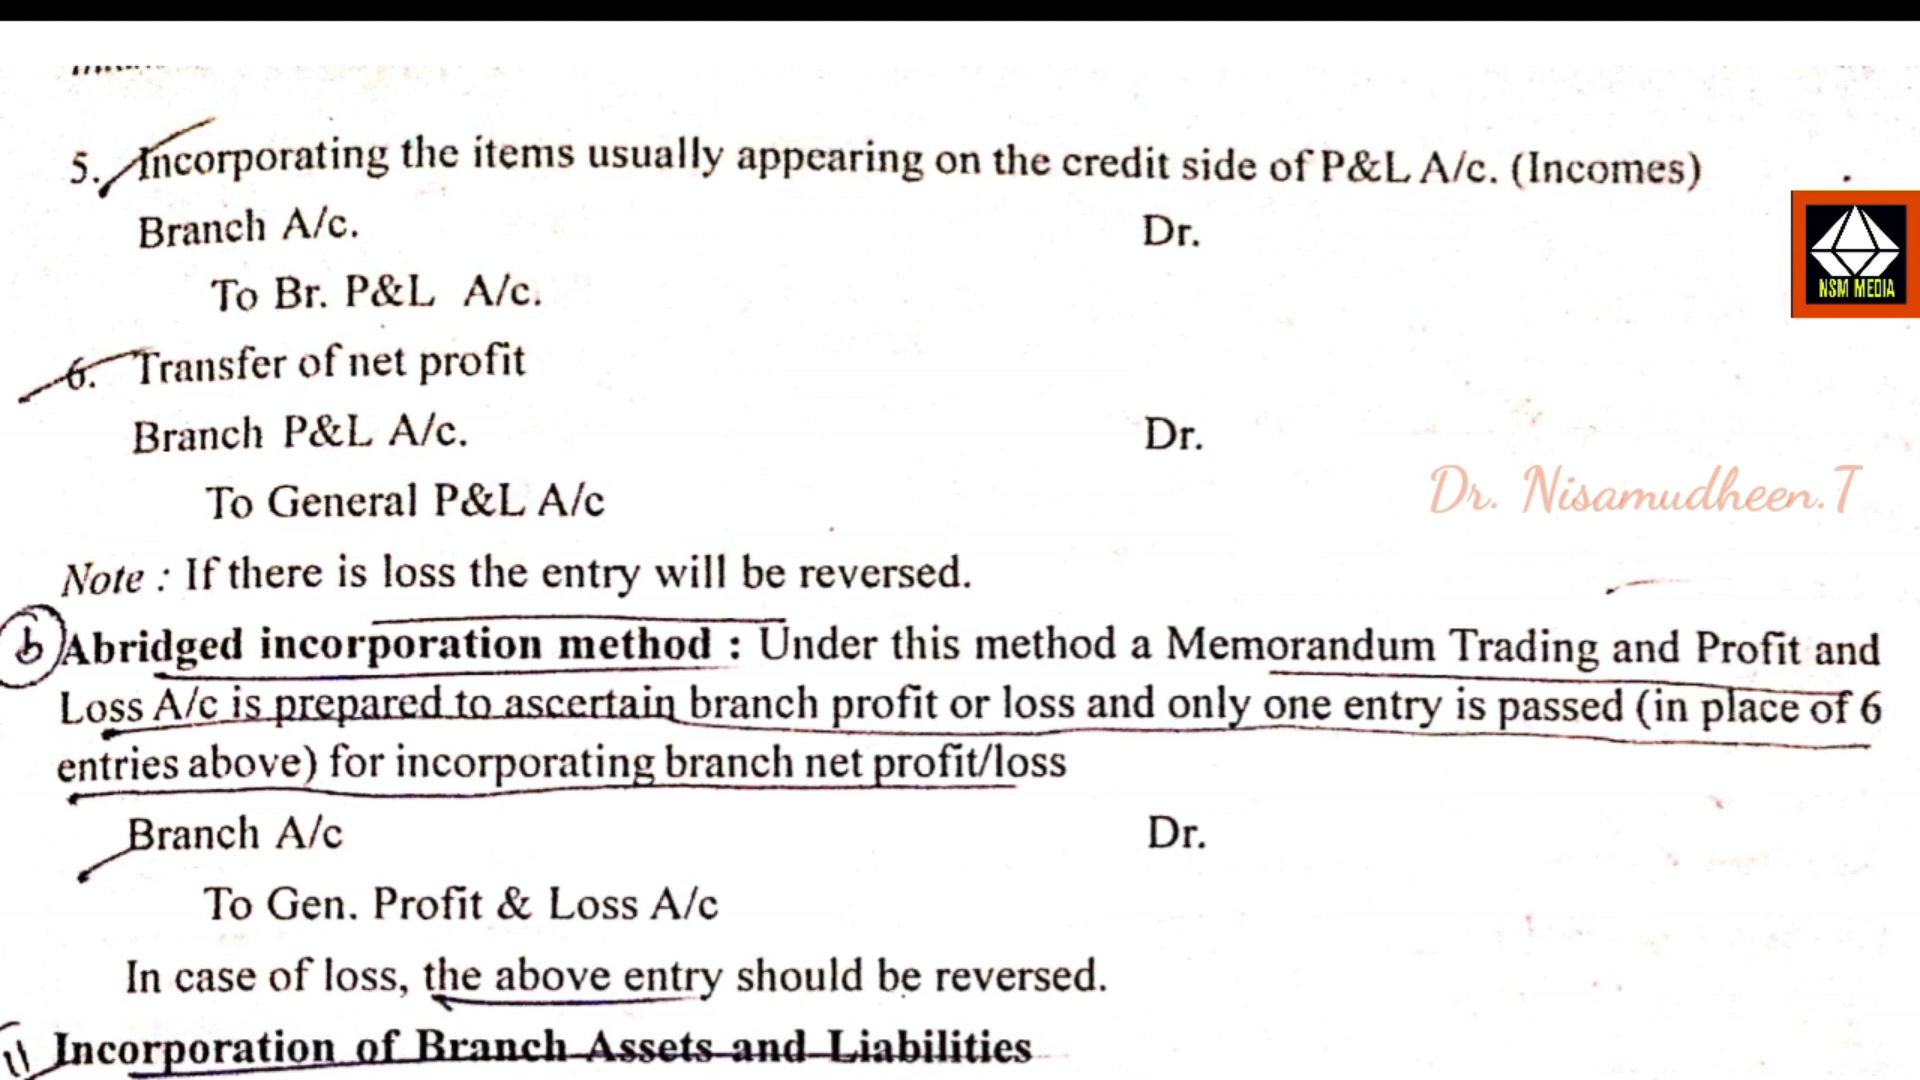 5. Incorporating the items usually appearing on the credit side of P&L A/c. (Incomes)
Branch A/c. Dr.
To Br. P&L A/c.
NSM MEDIA
6. Transfer of net profit
Branch P&L A/c. Dr.
To General P&L A/c
Dr. Nisamudheen.T
Note : If there is loss the entry will be reversed.
b Abridged incorporation method : Under this method a Memorandum Trading and Profit and
Loss A/c is prepared to ascertain branch profit or loss and only one entry is passed (in place of 6
entries above) for incorporating branch net profit/loss
Branch A/c Dr.
To Gen. Profit & Loss A/c
In case of loss, the above entry should be reversed.
Incorporation of Branch Assets and Liabilities